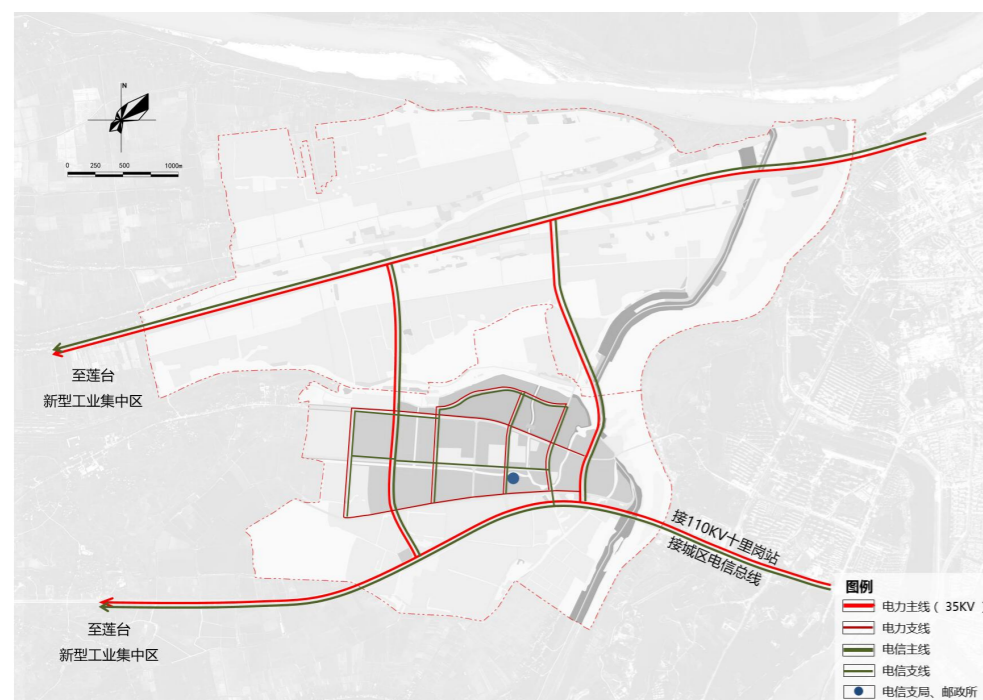 N
0 250 500 1000m
至莲台
新型工业集中区
接110KV十里岗站
接城区电信总线
至莲台
新型工业集中区
图例
电力主线（ 35KV ）
电力支线
电信主线
电信支线
电信支局、邮政所